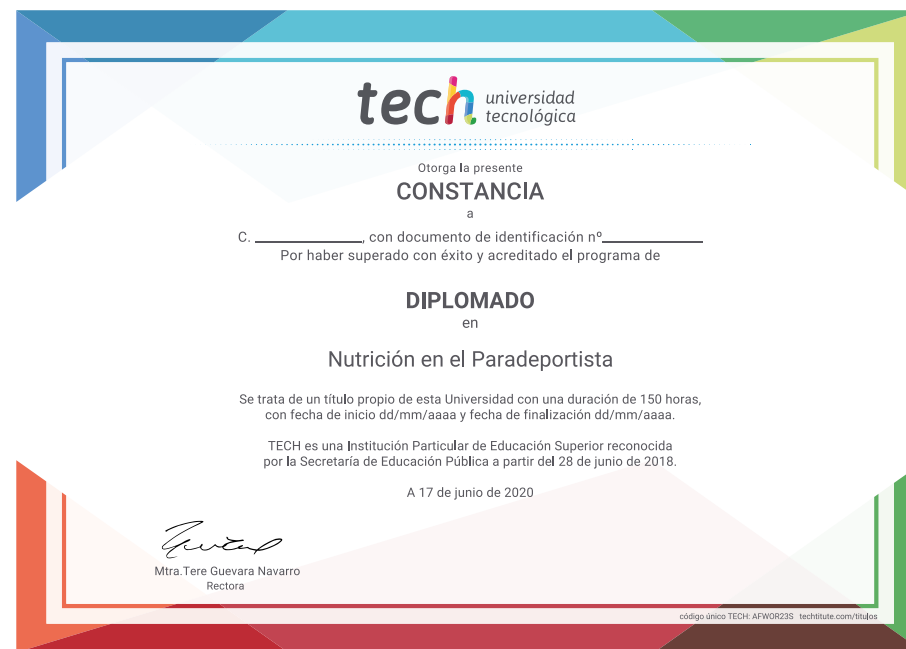 tech universidad
tecnológica
Otorga la presente
CONSTANCIA
a
C. ____________, con documento de identificación nº____________
Por haber superado con éxito y acreditado el programa de
DIPLOMADO
en
Nutrición en el Paradeportista
Se trata de un título propio de esta Universidad con una duración de 150 horas,
con fecha de inicio dd/mm/aaaa y fecha de finalización dd/mm/aaaa.
TECH es una Institución Particular de Educación Superior reconocida
por la Secretaría de Educación Pública a partir del 28 de junio de 2018.
A 17 de junio de 2020
Mtra.Tere Guevara Navarro
Rectora
código único TECH: AFWOR23S techtitute.com/titulos